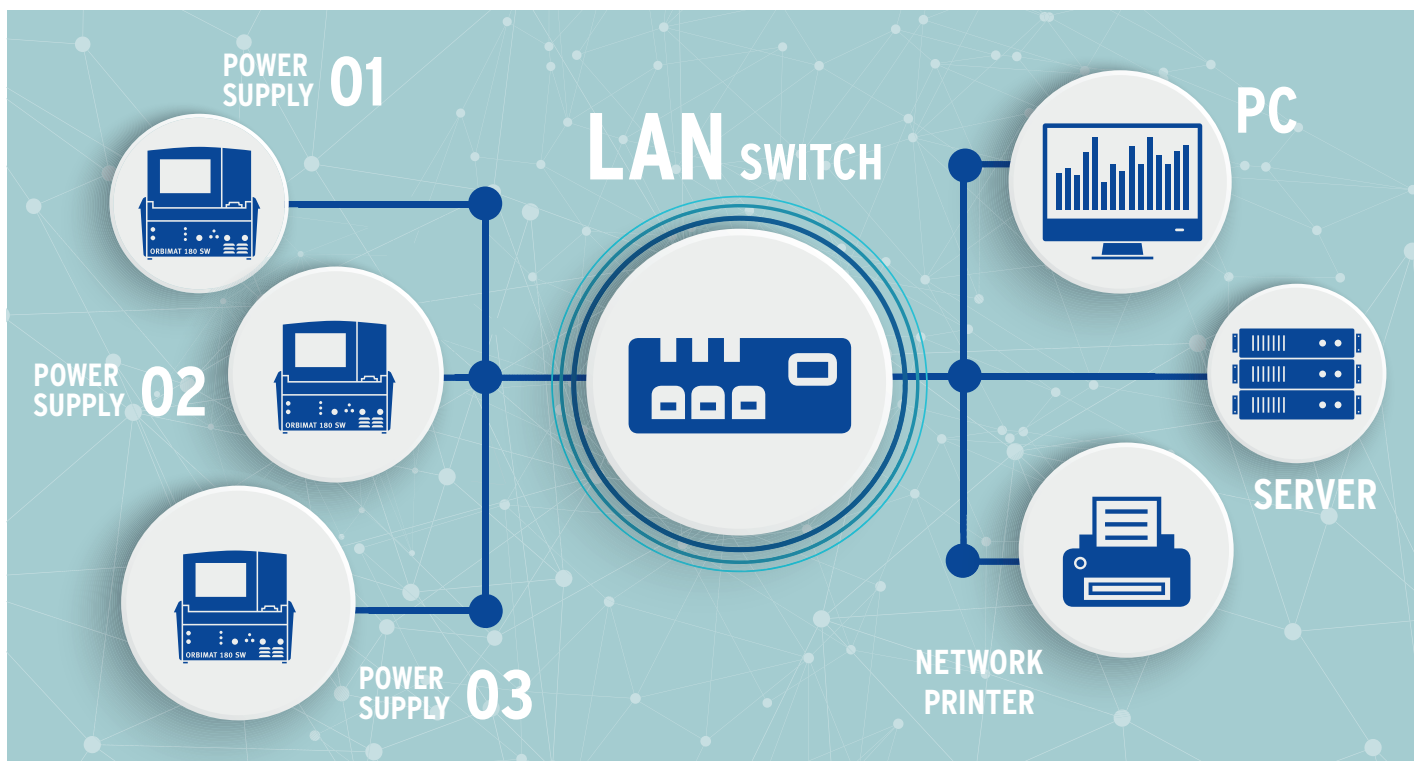 POWER
SUPPLY 01
ORBIMAT 180 SW
POWER
SUPPLY 02
ORBIMAT 180 SW
POWER
SUPPLY 03
ORBIMAT 180 SW
LAN SWITCH
PC
SERVER
NETWORK
PRINTER